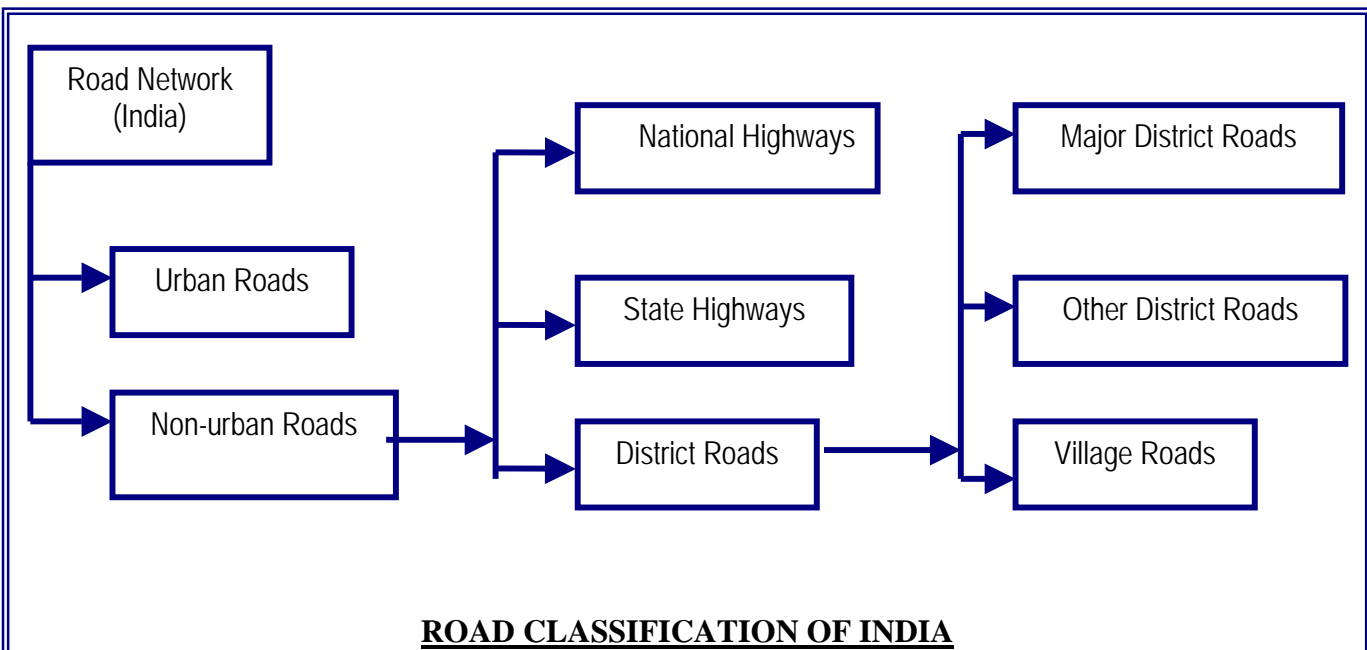 Road Network
(India)
National Highways
Major District Roads
Urban Roads
State Highways
Other District Roads
Non-urban Roads
District Roads
Village Roads
ROAD CLASSIFICATION OF INDIA